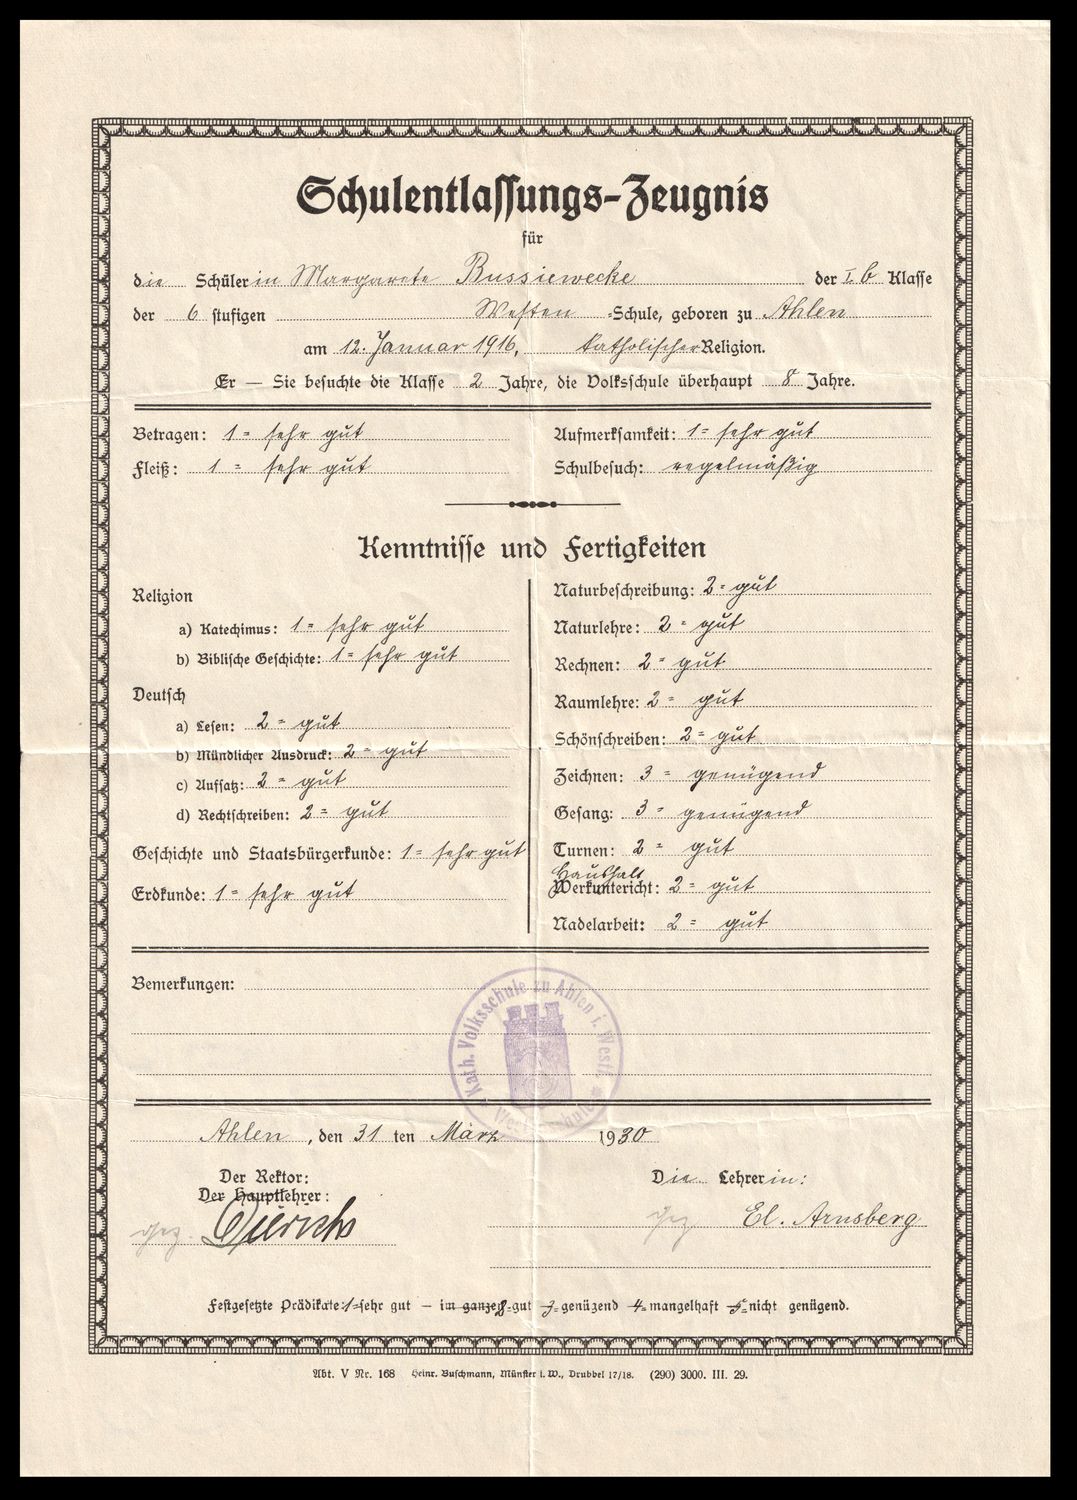 Schulentlassungs-Zeugnis
für
die Schülerin Margarete Bussiewecke der I b Klasse
der 6 stufigen Westen -Schule, geboren zu Ahlen
am 12. Januar 1916, katholischer Religion.
Er — Sie besuchte die Klasse 2 Jahre, die Volksschule überhaupt 8 Jahre.
Betragen: 1 = sehr gut
Fleiß: 1 = sehr gut
Aufmerksamkeit: 1 = sehr gut
Schulbesuch: regelmäßig
Kenntnisse und Fertigkeiten
Religion
a) Katechimus: 1 = sehr gut
b) Biblische Geschichte: 1 = sehr gut
Deutsch
a) Lesen: 2 = gut
b) Mündlicher Ausdruck: 2 = gut
c) Aufsatz: 2 = gut
d) Rechtschreiben: 2 = gut
Geschichte und Staatsbürgerkunde: 1 = sehr gut
Erdkunde: 1 = sehr gut
Naturbeschreibung: 2 = gut
Naturlehre: 2 = gut
Rechnen: 2 = gut
Raumlehre: 2 = gut
Schönschreiben: 2 = gut
Zeichnen: 3 = genügend
Gesang: 3 = genügend
Turnen: 2 = gut
Haushalt
Werkunterricht: 2 = gut
Nadelarbeit: 2 = gut
Bemerkungen:
Kath. Volksschule zu Ahlen i. Westf.
Ahlen, den 31 ten März 1930
Der Rektor:
Der Hauptlehrer:
gez. Dierichs
Die Lehrerin:
gez El. Arnsberg
Festgesetzte Prädikate: 1=sehr gut — im ganzen 2=gut 3=genügend 4=mangelhaft 5=nicht genügend.
Abt. V Nr. 168 Heinr. Buschmann, Münster i. W., Drubbel 17/18. (290) 3000. III. 29.